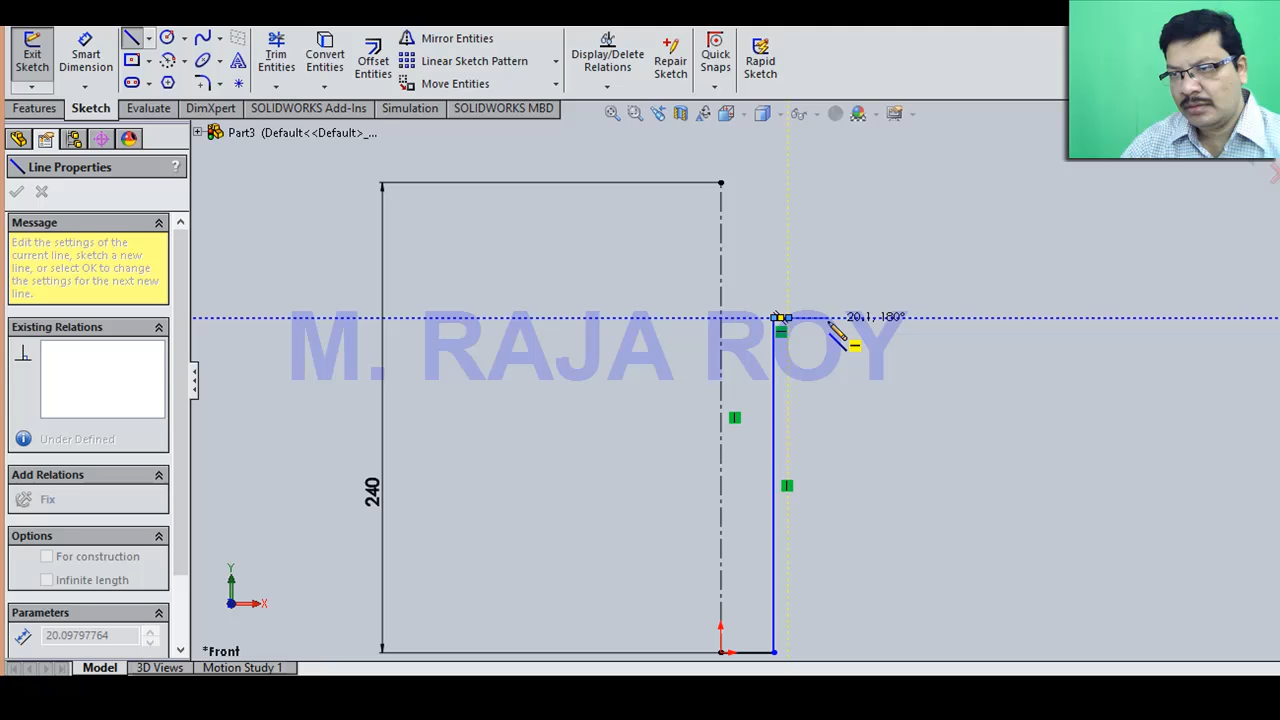 Exit
Sketch
Smart
Dimension
Trim
Entities
Convert
Entities
Offset
Entities
Mirror Entities
Linear Sketch Pattern
Move Entities
Display/Delete
Relations
Repair
Sketch
Quick
Snaps
Rapid
Sketch
Features
Sketch
Evaluate
DimXpert
SOLIDWORKS Add-Ins
Simulation
SOLIDWORKS MBD
Part3 (Default<<Default>_...
Line Properties
?
Message
Edit the settings of the
current line, sketch a new
line, or select OK to change
the settings for the next new
line.
Existing Relations
Under Defined
Add Relations
Fix
Options
For construction
Infinite length
Parameters
20.09797764
M. RAJA ROY
20.1, 180°
240
Y
X
*Front
Model
3D Views
Motion Study 1